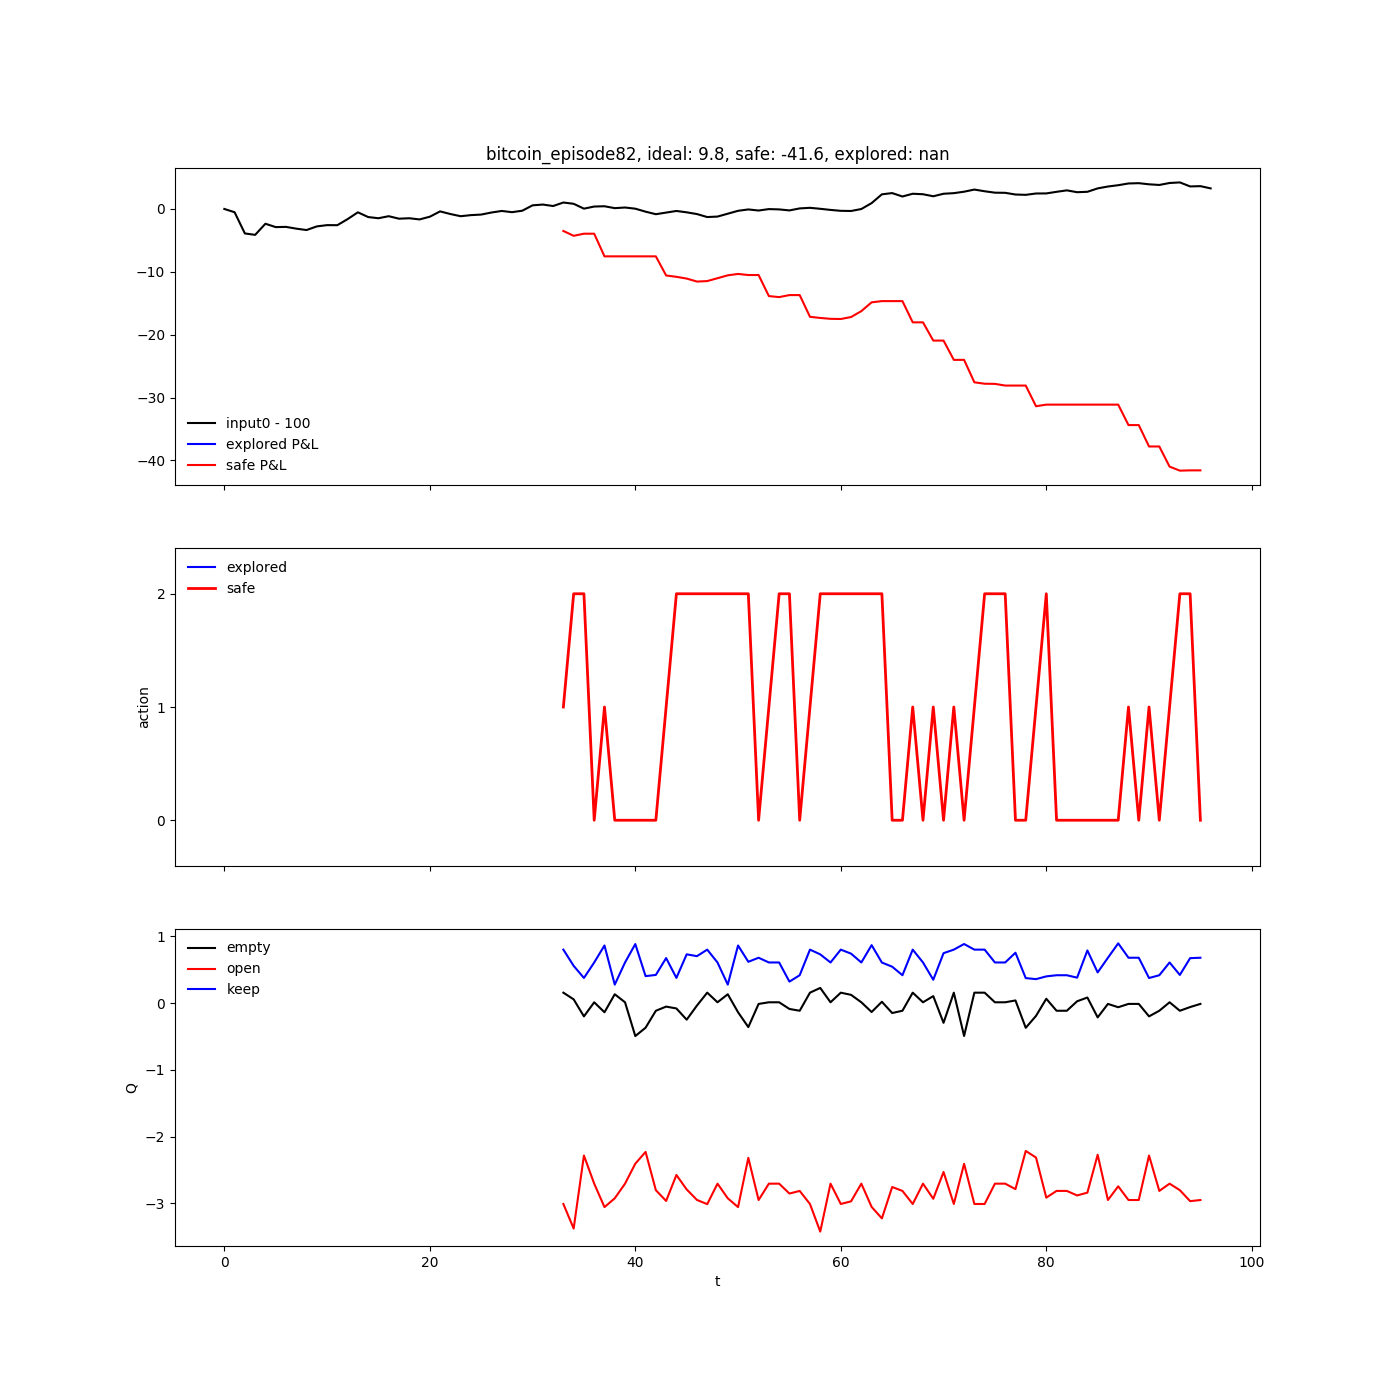 bitcoin_episode82, ideal: 9.8, safe: -41.6, explored: nan
0
−10
−20
−30
−40
input0 - 100
explored P&L
safe P&L
explored
safe
2
1
0
action
empty
open
keep
1
0
−1
−2
−3
Q
0 20 40 60 80 100
t